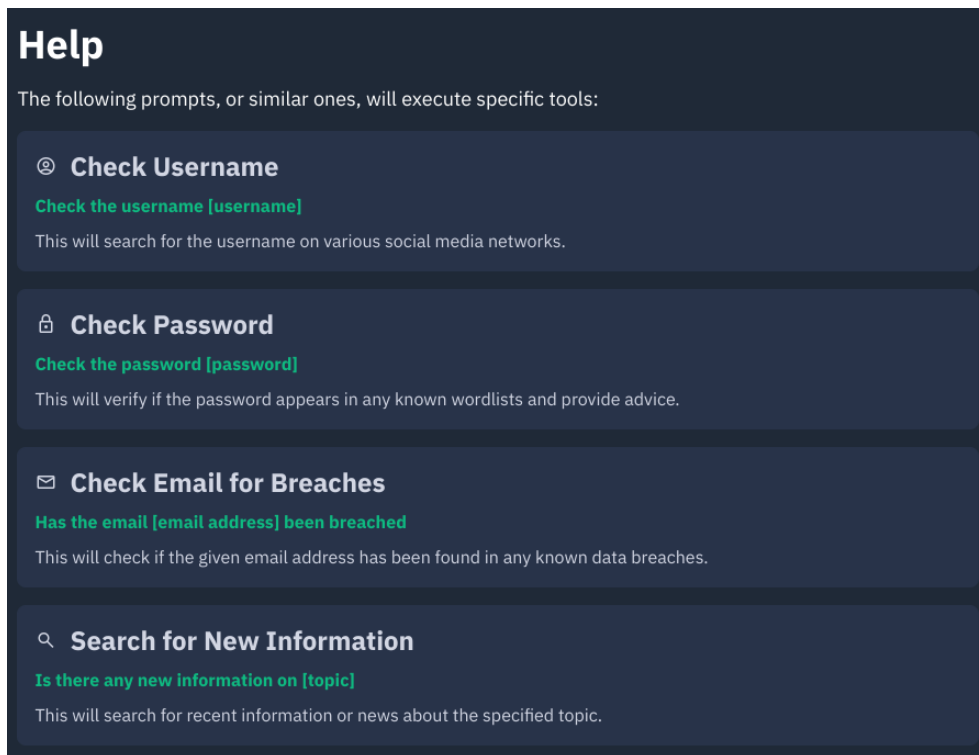 Help
The following prompts, or similar ones, will execute specific tools:
Check Username
Check the username [username]
This will search for the username on various social media networks.
Check Password
Check the password [password]
This will verify if the password appears in any known wordlists and provide advice.
Check Email for Breaches
Has the email [email address] been breached
This will check if the given email address has been found in any known data breaches.
Search for New Information
Is there any new information on [topic]
This will search for recent information or news about the specified topic.